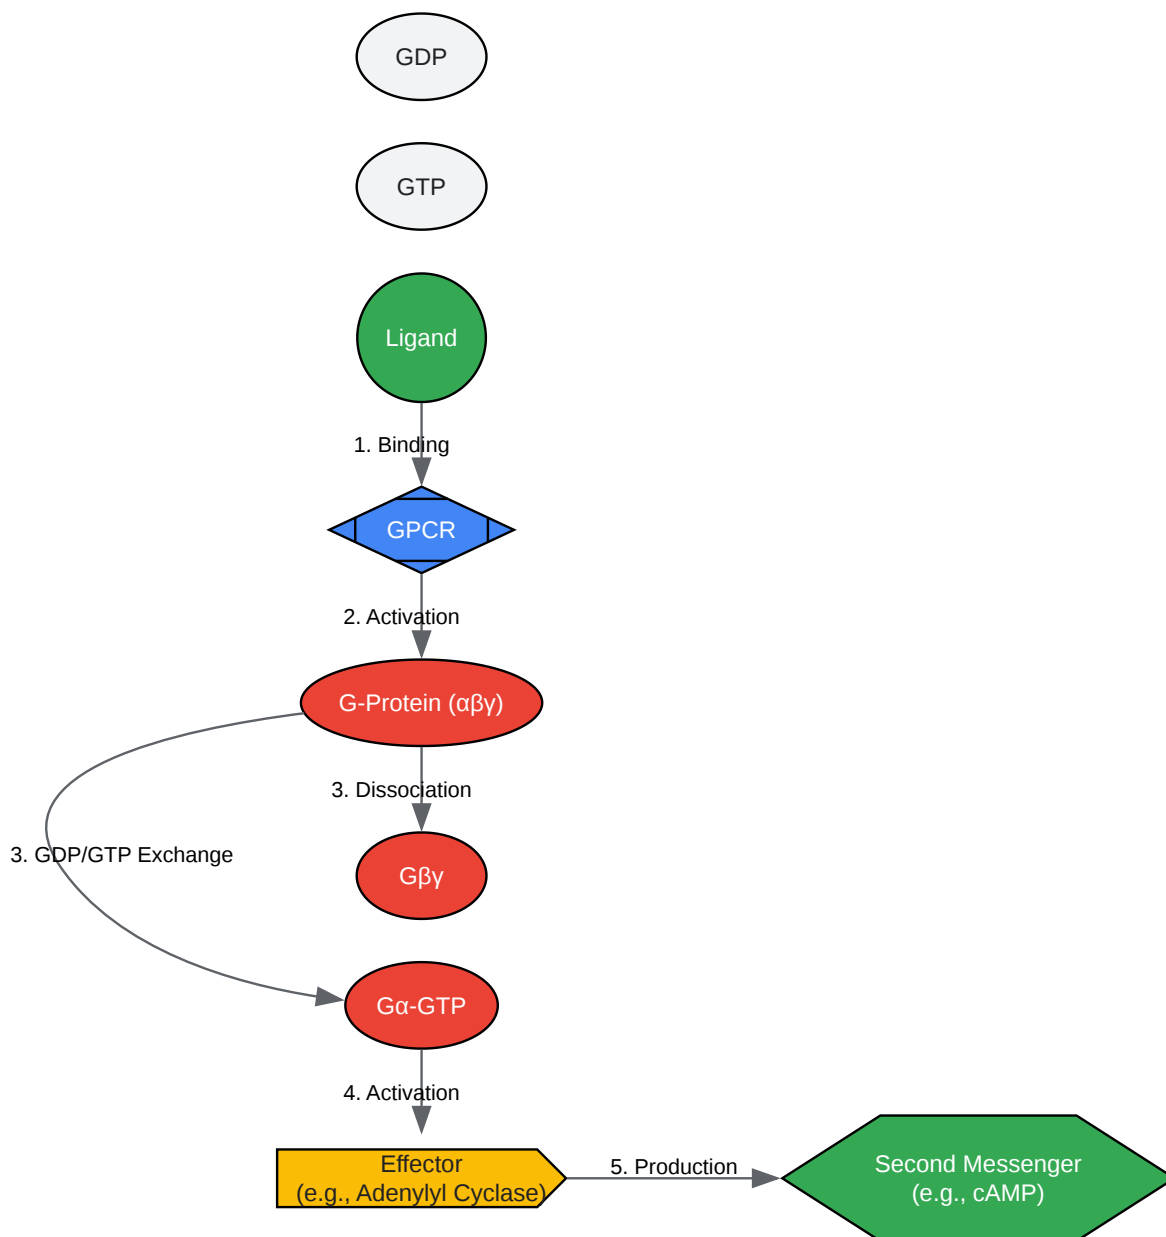 GDP
GTP
Ligand
1. Binding
GPCR
2. Activation
G-Protein (αβγ)
3. Dissociation
3. GDP/GTP Exchange
Gβγ
Gα-GTP
4. Activation
Effector
(e.g., Adenylyl Cyclase)
5. Production
Second Messenger
(e.g., cAMP)